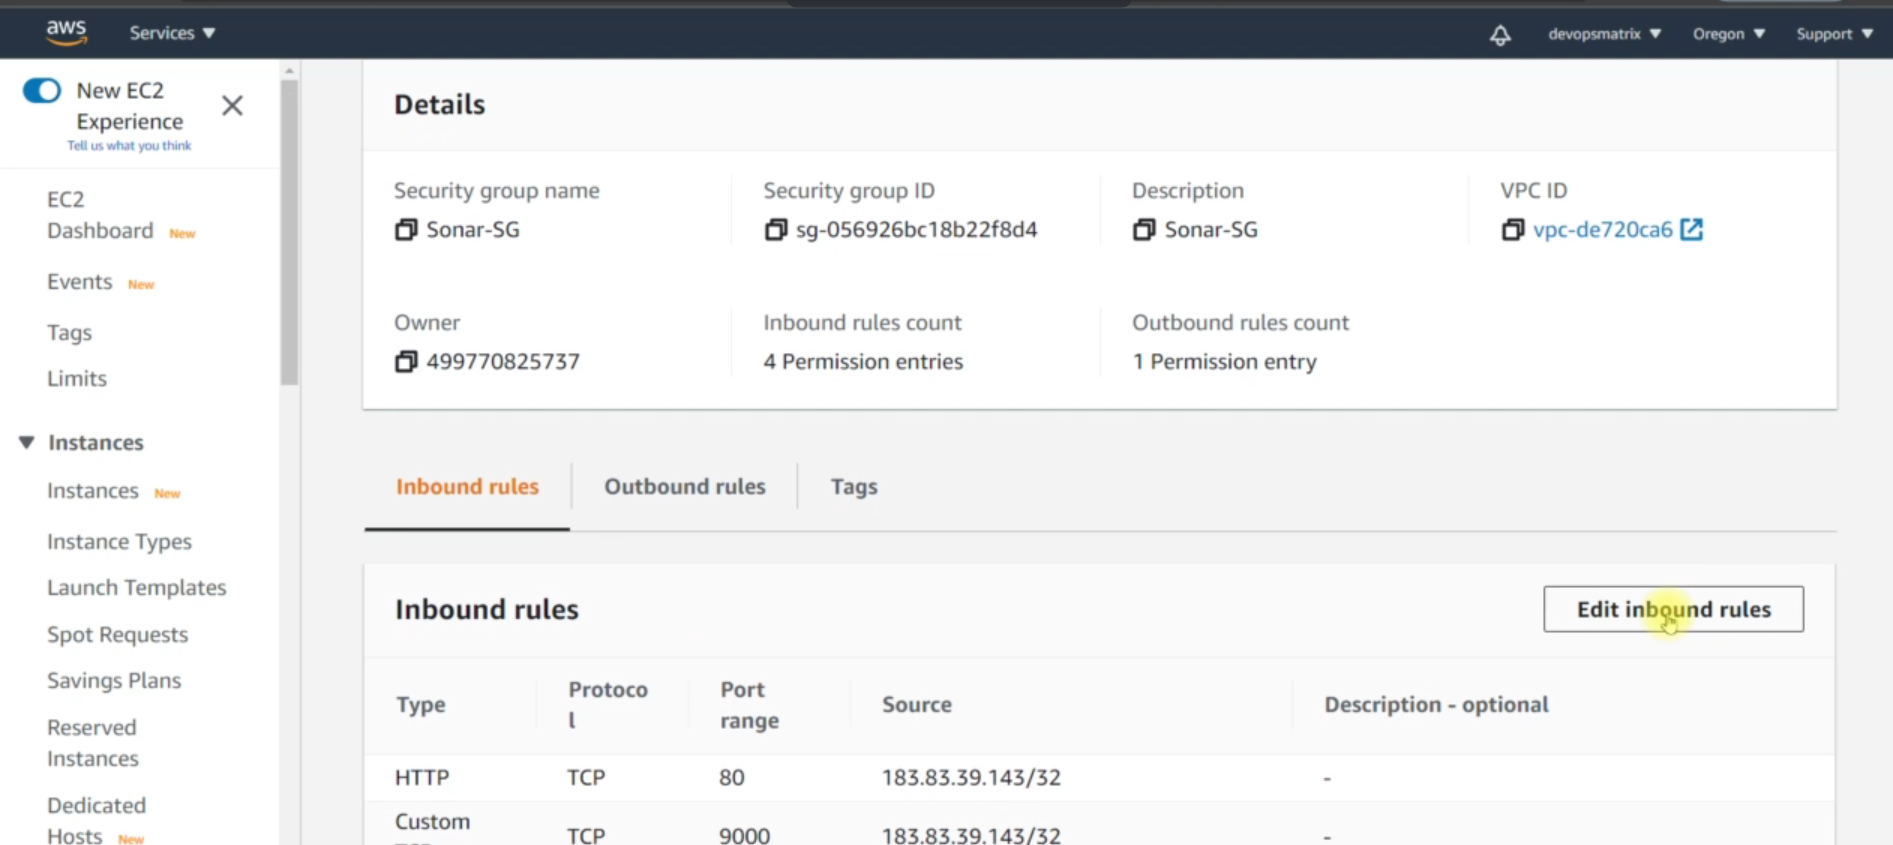 aws
Services ▼
devopsmatrix ▼
Oregon ▼
Support ▼
New EC2
Experience
Tell us what you think
EC2
Dashboard New
Events New
Tags
Limits
▼ Instances
Instances New
Instance Types
Launch Templates
Spot Requests
Savings Plans
Reserved
Instances
Dedicated
Hosts New
Details
Security group name
Sonar-SG
Security group ID
sg-056926bc18b22f8d4
Description
Sonar-SG
VPC ID
vpc-de720ca6
Owner
499770825737
Inbound rules count
4 Permission entries
Outbound rules count
1 Permission entry
Inbound rules
Outbound rules
Tags
Inbound rules
Edit inbound rules
Type
Protoco
l
Port
range
Source
Description - optional
HTTP TCP 80 183.83.39.143/32 -
Custom
TCP 9000 183.83.39.143/32 -